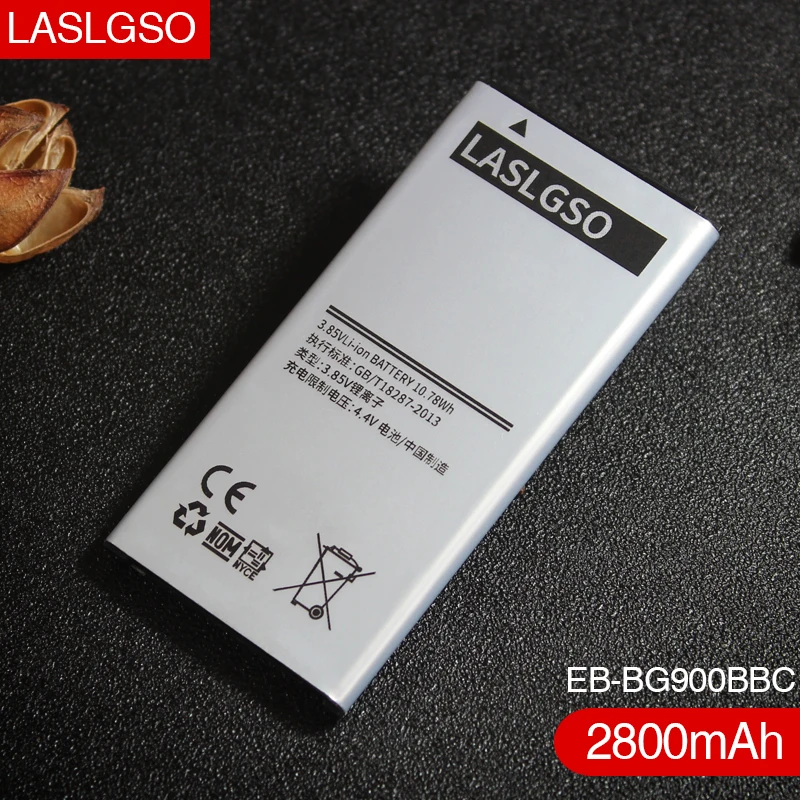 LASLGSO
LASLGSO
3.85VLi-ion BATTERY 10.78Wh
执行标准:GB/T18287-2013
类型:3.85V锂离子
充电限制电压:4.4V 电池/中国制造
CE
NOM
NYCE
EB-BG900BBC
2800mAh